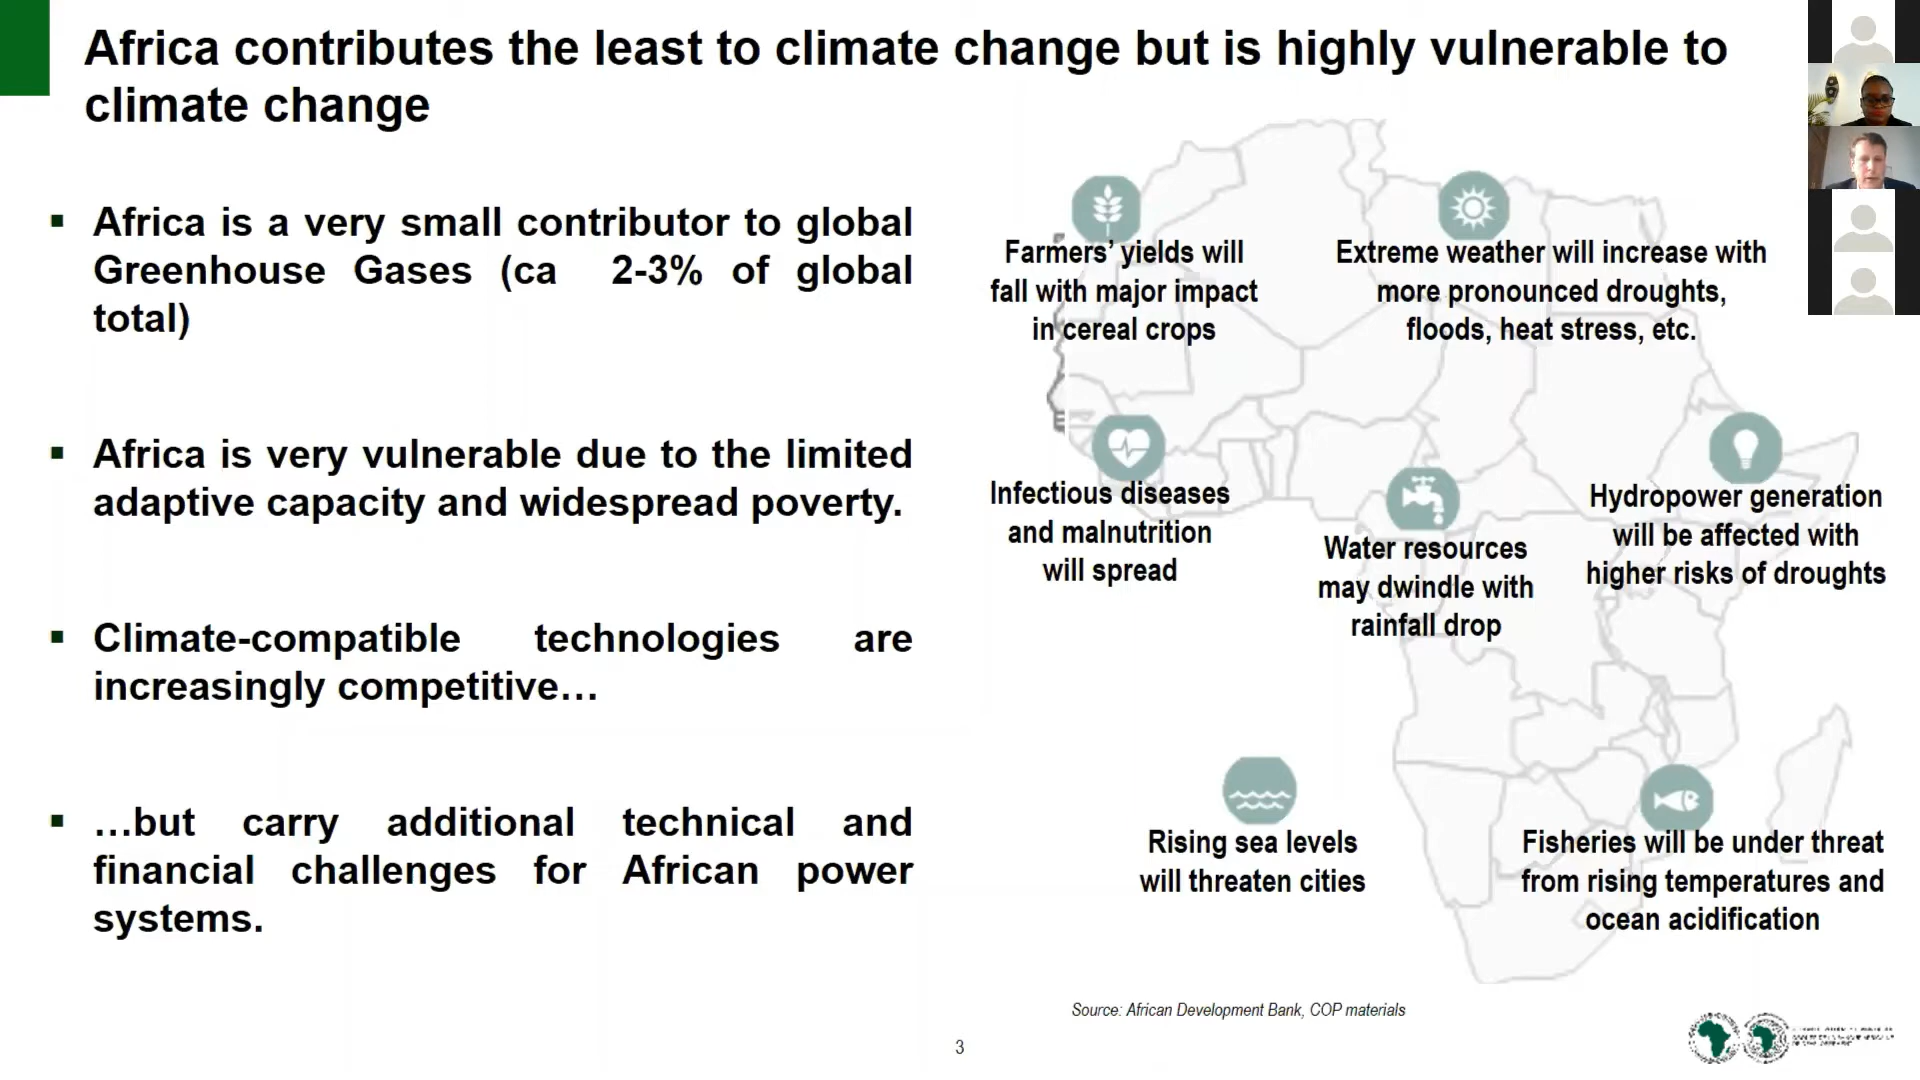 Africa contributes the least to climate change but is highly vulnerable to
climate change
▪ Africa is a very small contributor to global
Greenhouse Gases (ca 2-3% of global
total)
▪ Africa is very vulnerable due to the limited
adaptive capacity and widespread poverty.
▪ Climate-compatible technologies are
increasingly competitive…
▪ …but carry additional technical and
financial challenges for African power
systems.
Farmers’ yields will
fall with major impact
in cereal crops
Extreme weather will increase with
more pronounced droughts,
floods, heat stress, etc.
Infectious diseases
and malnutrition
will spread
Water resources
may dwindle with
rainfall drop
Hydropower generation
will be affected with
higher risks of droughts
Rising sea levels
will threaten cities
Fisheries will be under threat
from rising temperatures and
ocean acidification
Source: African Development Bank, COP materials
3